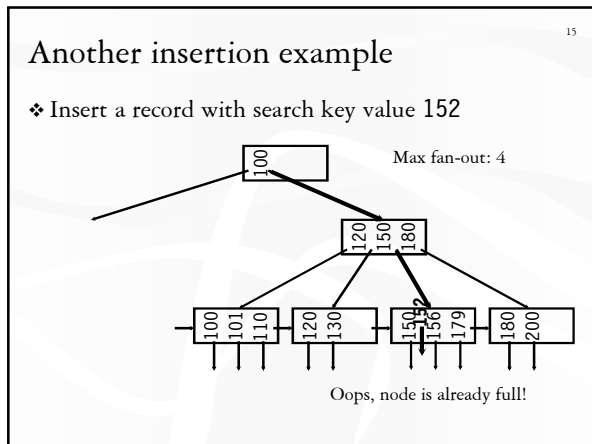 15
Another insertion example
❖ Insert a record with search key value 152
Max fan-out: 4
100
120 150 180
100 101 110 120 130 150 152 156 179 180 200
Oops, node is already full!